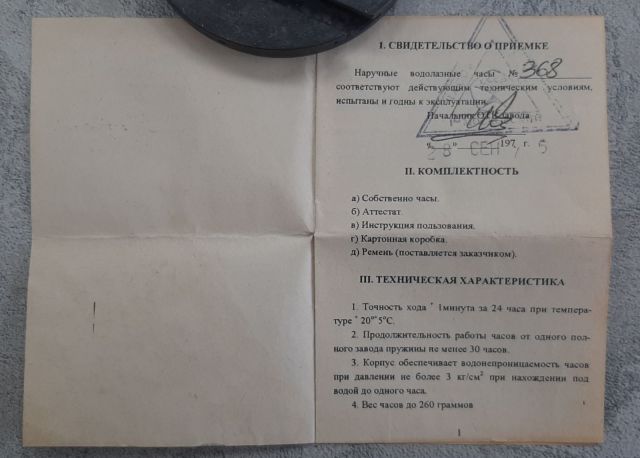 I. СВИДЕТЕЛЬСТВО О ПРИЕМКЕ
Наручные водолазные часы № 368
соответствуют действующим техническим условиям,
испытаны и годны к эксплуатации.
Начальник ОТК завода
" " 197 г.
28 СЕН 75
II. КОМПЛЕКТНОСТЬ
а) Собственно часы.
б) Аттестат.
в) Инструкция пользования.
г) Картонная коробка.
д) Ремень (поставляется заказчиком).
III. ТЕХНИЧЕСКАЯ ХАРАКТЕРИСТИКА
1. Точность хода ⁺ 1минута за 24 часа при темпера-
туре ⁺ 20°⁺5°С.
2. Продолжительность работы часов от одного пол-
ного завода пружины не менее 30 часов.
3. Корпус обеспечивает водонепроницаемость часов
при давлении не более 3 кг/см² при нахождении под
водой до одного часа.
4. Вес часов до 260 граммов
1